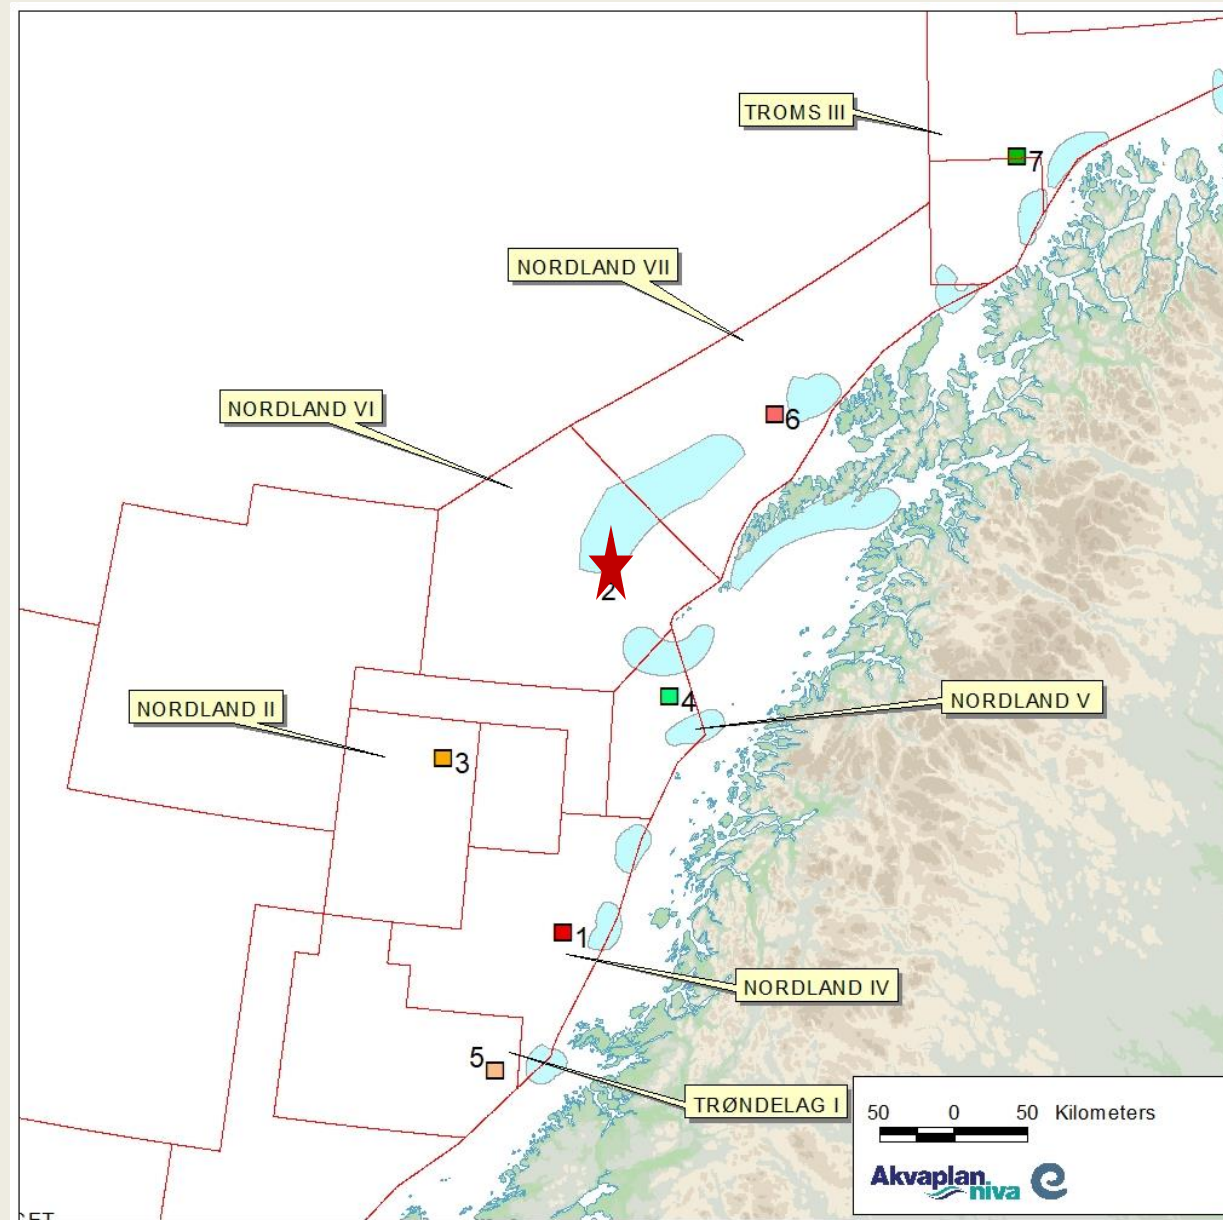 TROMS III
7
NORDLAND VII
NORDLAND VI
6
2
4
NORDLAND V
NORDLAND II
3
1
NORDLAND IV
5
TRØNDELAG I
50 0 50 Kilometers
Akvaplan
niva